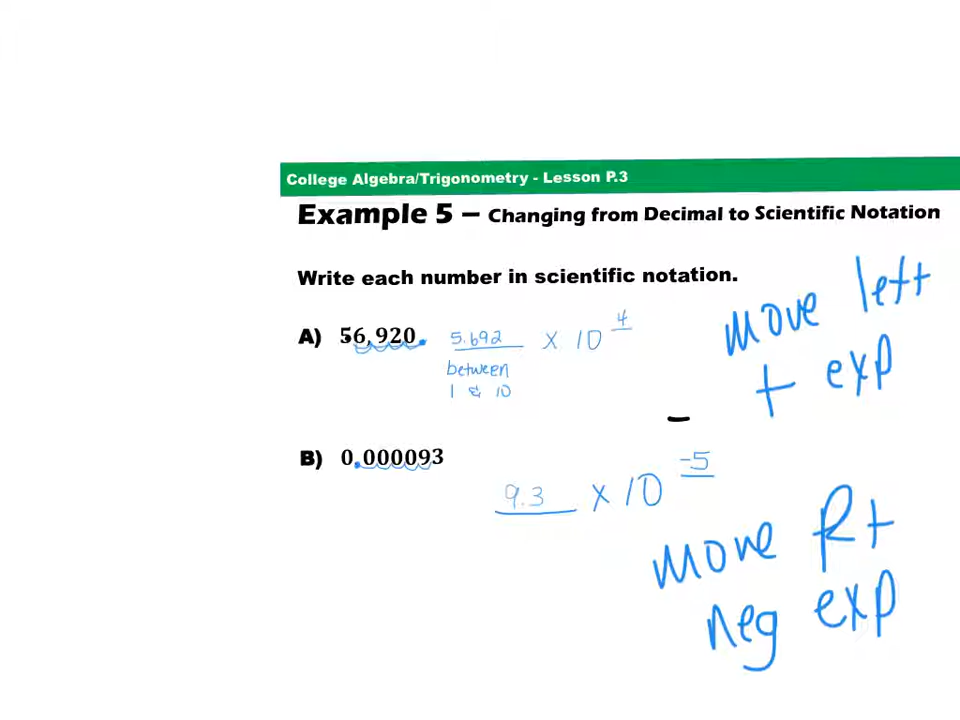 College Algebra/Trigonometry - Lesson P.3
Example 5 – Changing from Decimal to Scientific Notation
Write each number in scientific notation.
move left
+ exp
A) 56,920. 5.692 x 10 4
between
1 & 10
B) 0.000093
9.3 x 10 -5
move Rt
neg exp